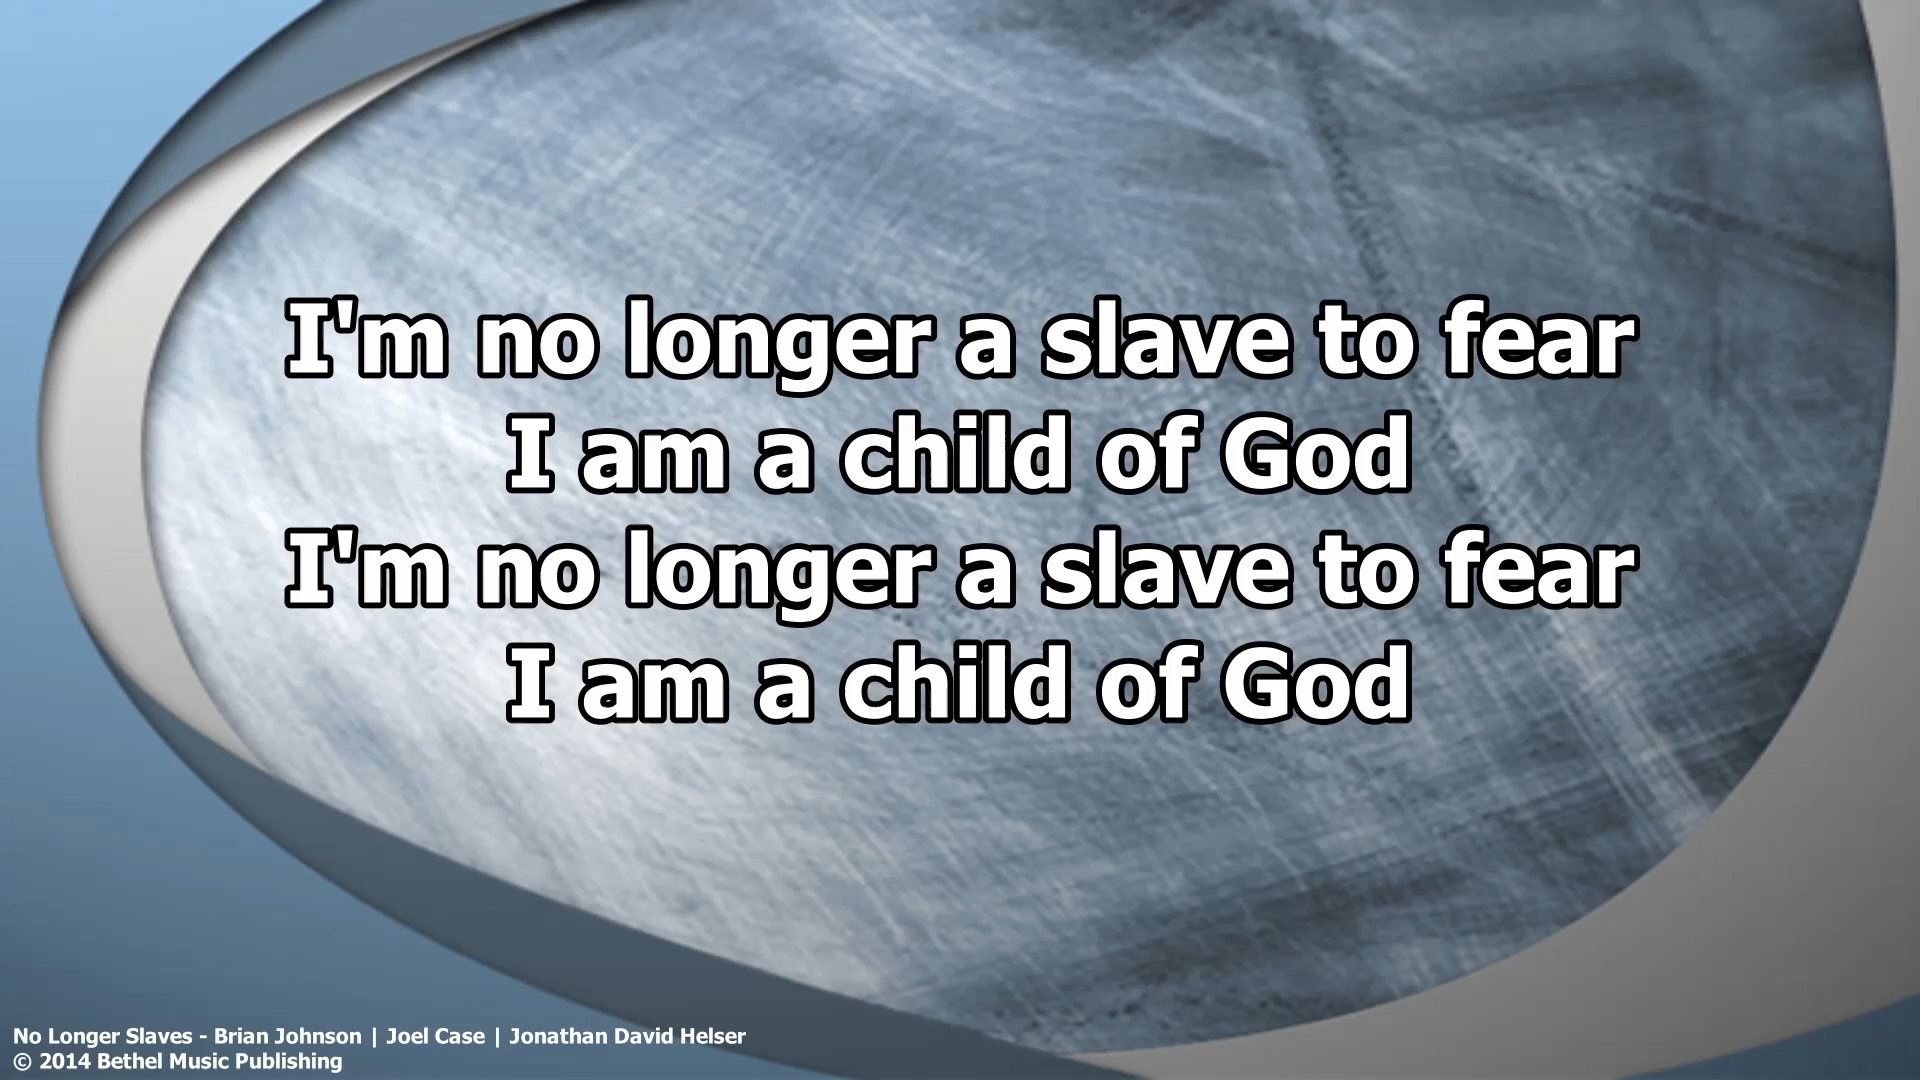 I'm no longer a slave to fear
I am a child of God
I'm no longer a slave to fear
I am a child of God
No Longer Slaves - Brian Johnson | Joel Case | Jonathan David Helser
© 2014 Bethel Music Publishing